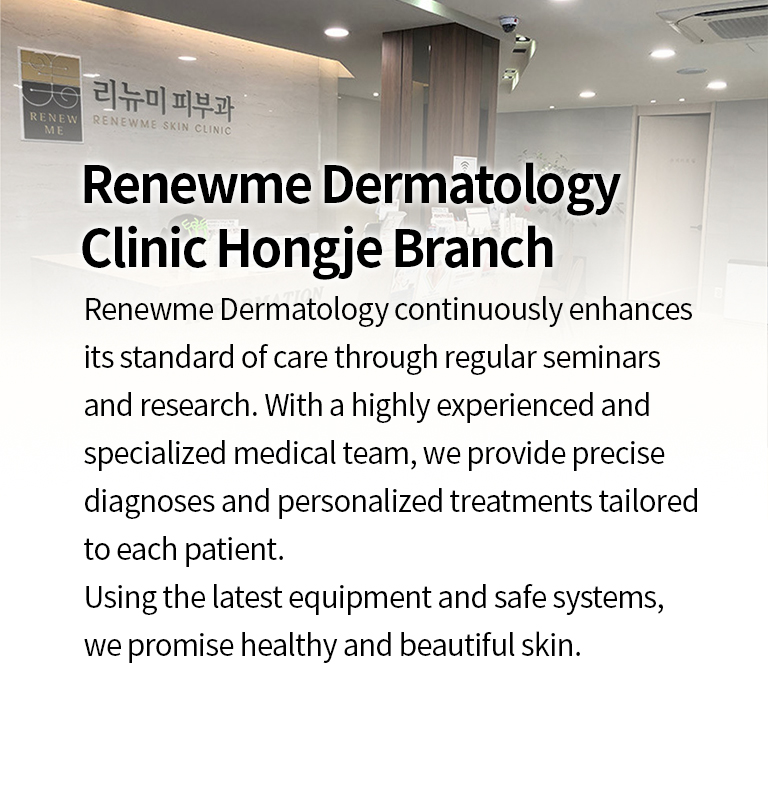 RENEW
ME
리뉴미 피부과
RENEWME SKIN CLINIC
Renewme Dermatology
Clinic Hongje Branch
Renewme Dermatology continuously enhances
its standard of care through regular seminars
and research. With a highly experienced and
specialized medical team, we provide precise
diagnoses and personalized treatments tailored
to each patient.
Using the latest equipment and safe systems,
we promise healthy and beautiful skin.